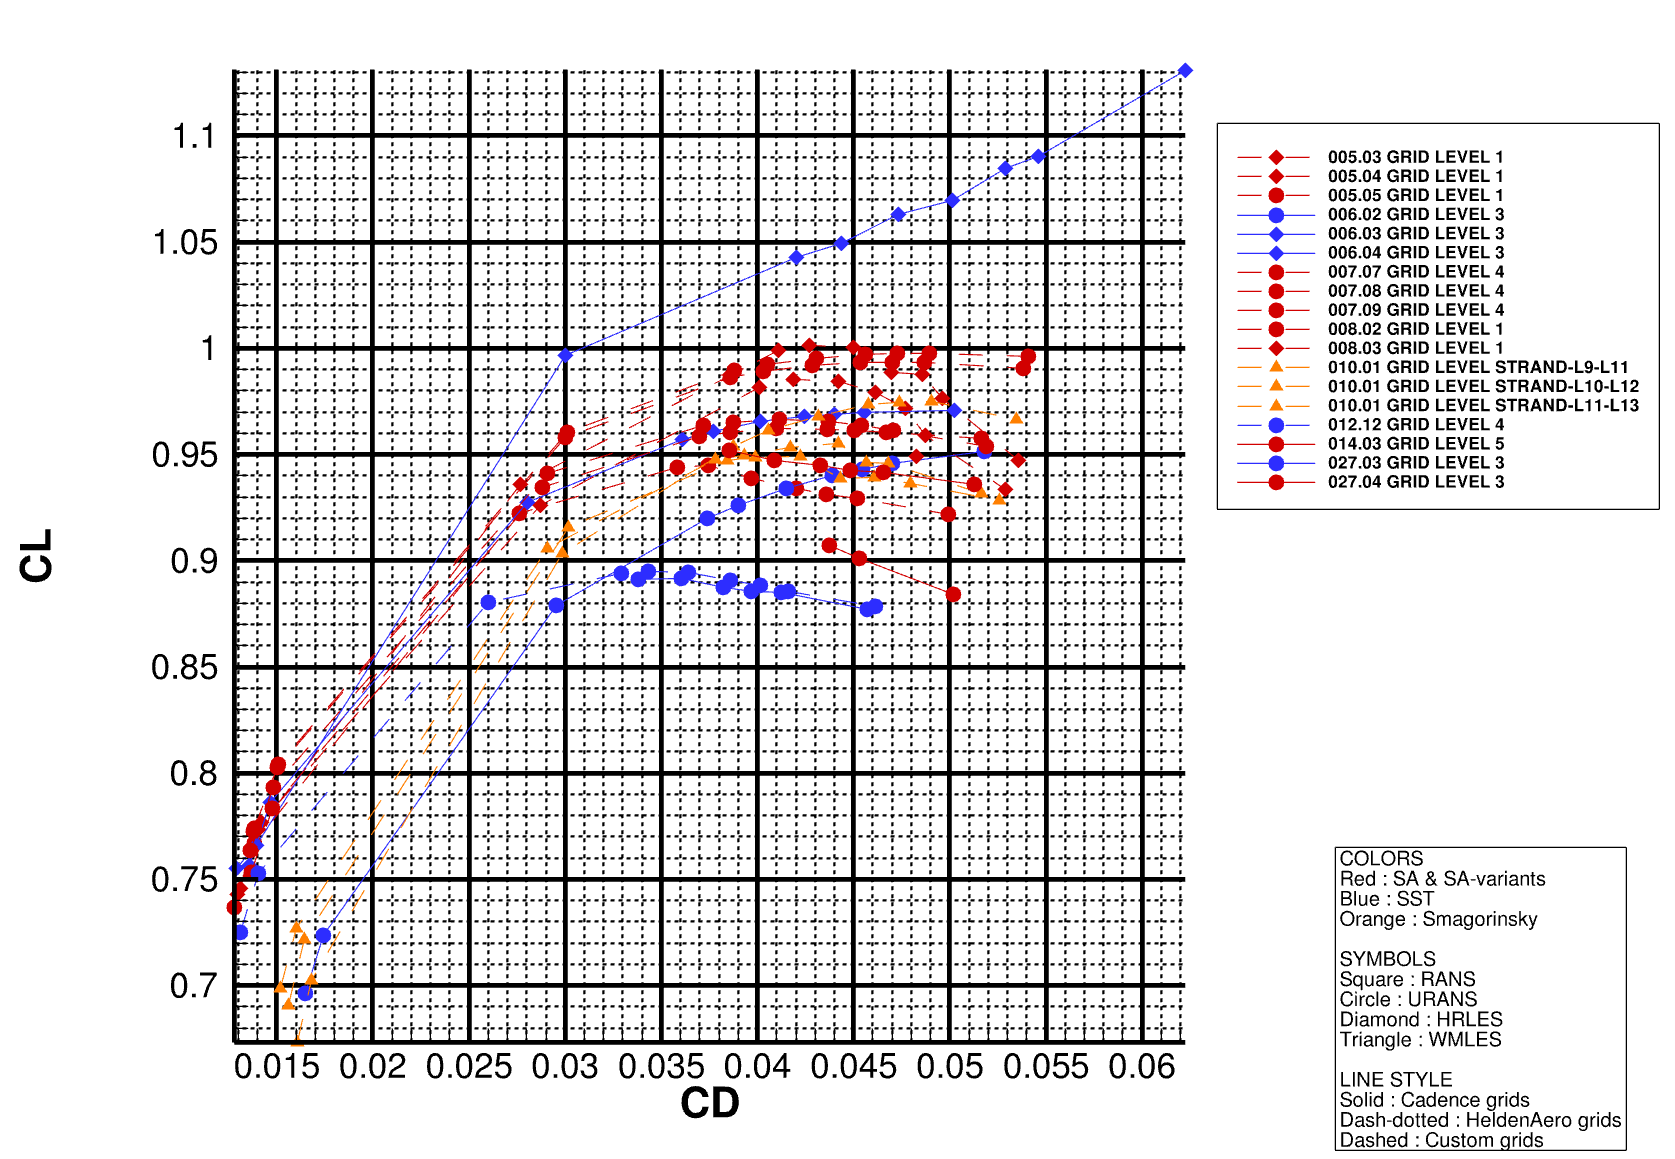 1.1
1.05
1
0.95
0.9
0.85
0.8
0.75
0.7
CL
0.015 0.02 0.025 0.03 0.035 0.04 0.045 0.05 0.055 0.06
CD
005.03 GRID LEVEL 1
005.04 GRID LEVEL 1
005.05 GRID LEVEL 1
006.02 GRID LEVEL 3
006.03 GRID LEVEL 3
006.04 GRID LEVEL 3
007.07 GRID LEVEL 4
007.08 GRID LEVEL 4
007.09 GRID LEVEL 4
008.02 GRID LEVEL 1
008.03 GRID LEVEL 1
010.01 GRID LEVEL STRAND-L9-L11
010.01 GRID LEVEL STRAND-L10-L12
010.01 GRID LEVEL STRAND-L11-L13
012.12 GRID LEVEL 4
014.03 GRID LEVEL 5
027.03 GRID LEVEL 3
027.04 GRID LEVEL 3
COLORS
Red : SA & SA-variants
Blue : SST
Orange : Smagorinsky
SYMBOLS
Square : RANS
Circle : URANS
Diamond : HRLES
Triangle : WMLES
LINE STYLE
Solid : Cadence grids
Dash-dotted : HeldenAero grids
Dashed : Custom grids